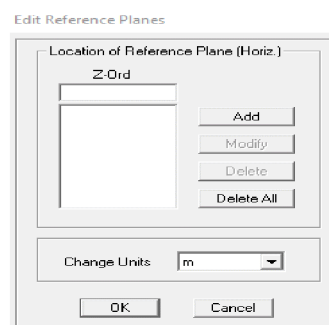 Edit Reference Planes
Location of Reference Plane (Horiz.)
Z-Ord
Add
Modify
Delete
Delete All
Change Units m
OK Cancel